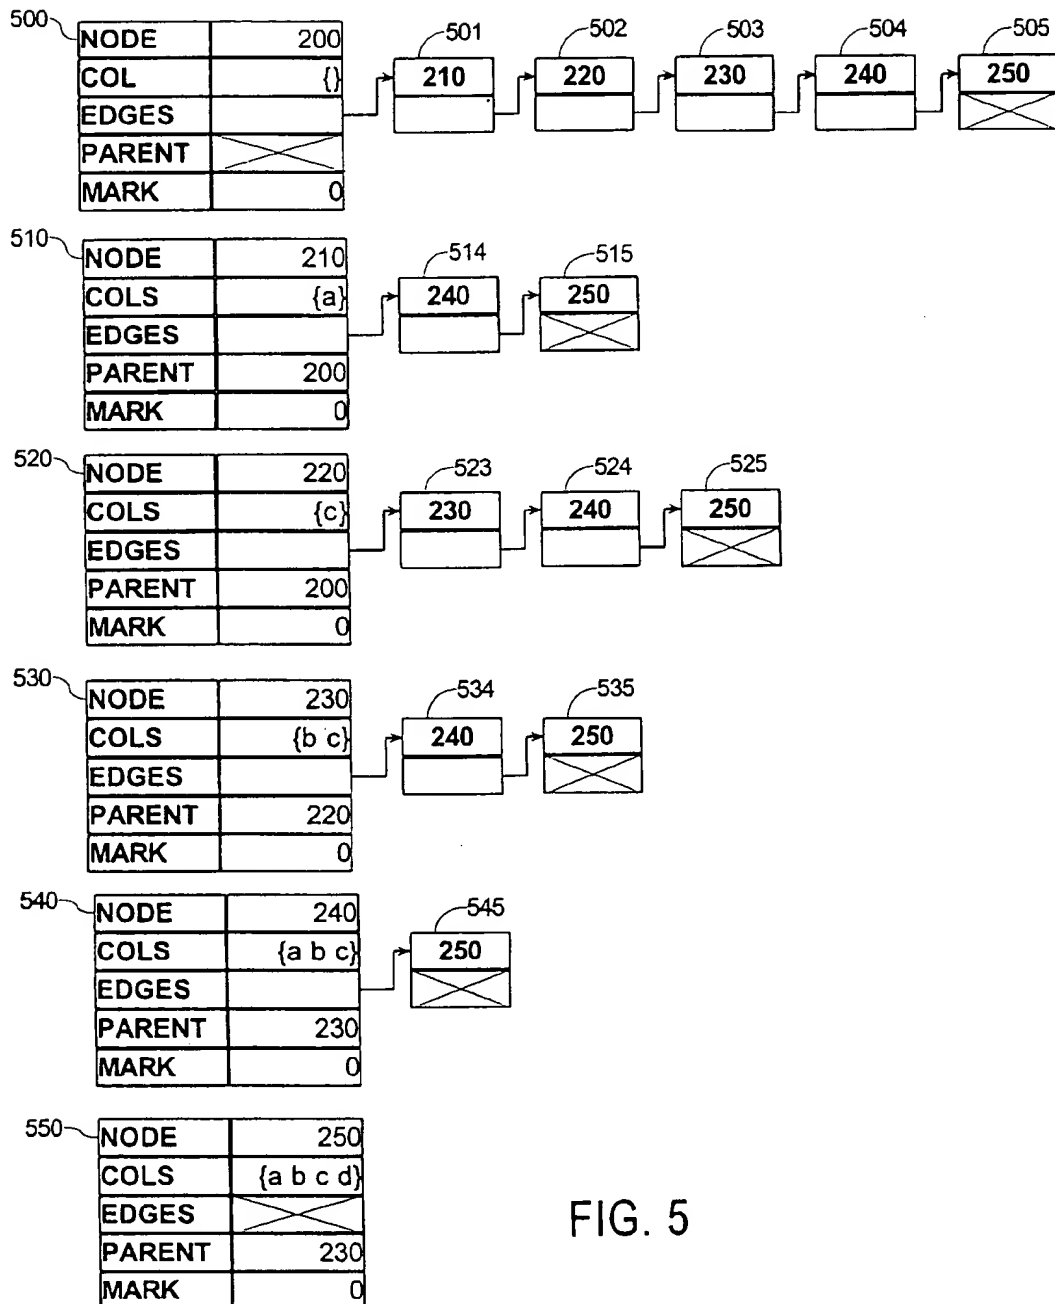 500
NODE 200
COL {}
EDGES
PARENT
MARK 0
501 502 503 504 505
210 220 230 240 250
510
NODE 210
COLS {a}
EDGES
PARENT 200
MARK 0
514 515
240 250
520
NODE 220
COLS {c}
EDGES
PARENT 200
MARK 0
523 524 525
230 240 250
530
NODE 230
COLS {b c}
EDGES
PARENT 220
MARK 0
534 535
240 250
540
NODE 240
COLS {a b c}
EDGES
PARENT 230
MARK 0
545
250
550
NODE 250
COLS {a b c d}
EDGES
PARENT 230
MARK 0
FIG. 5